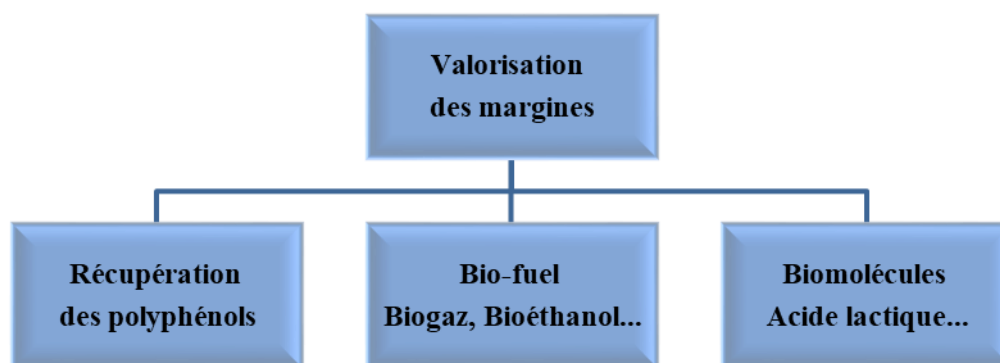 Valorisation
des margines
Récupération
des polyphénols
Bio-fuel
Biogaz, Bioéthanol...
Biomolécules
Acide lactique...